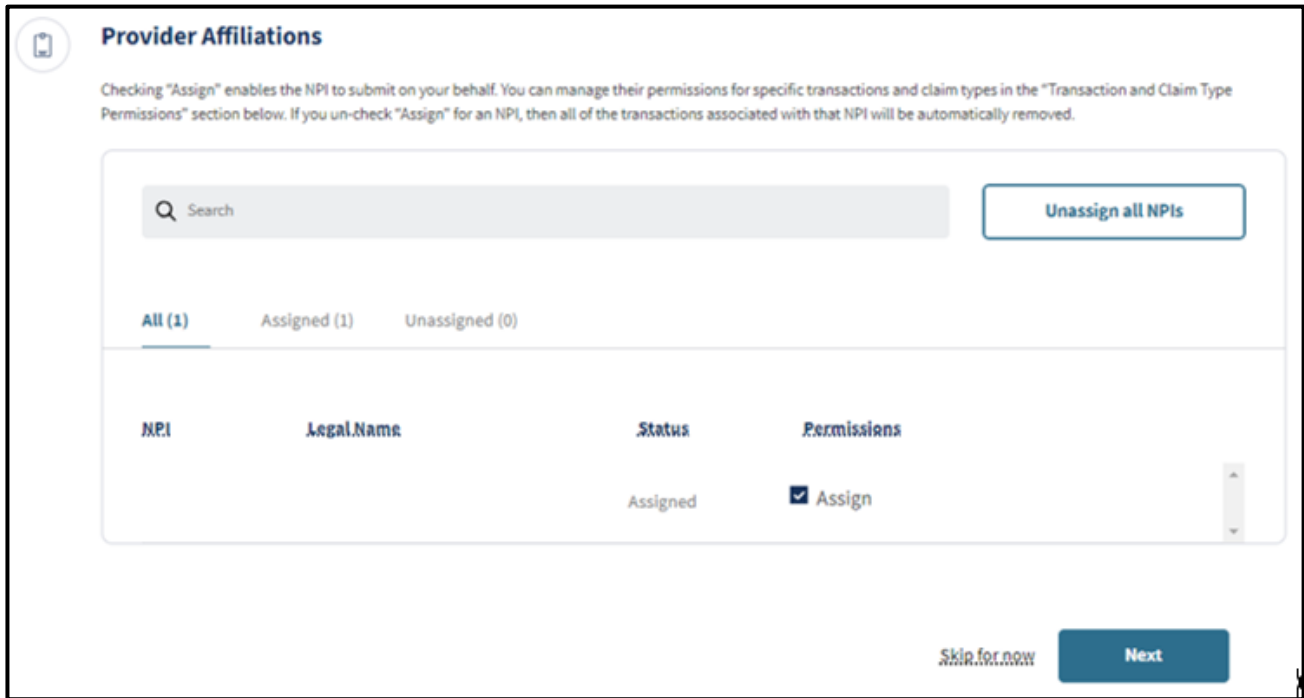 Provider Affiliations
Checking "Assign" enables the NPI to submit on your behalf. You can manage their permissions for specific transactions and claim types in the "Transaction and Claim Type
Permissions" section below. If you un-check "Assign" for an NPI, then all of the transactions associated with that NPI will be automatically removed.
Search
Unassign all NPIs
All (1) Assigned (1) Unassigned (0)
NPI Legal Name Status Permissions
Assigned Assign
Skip for now Next